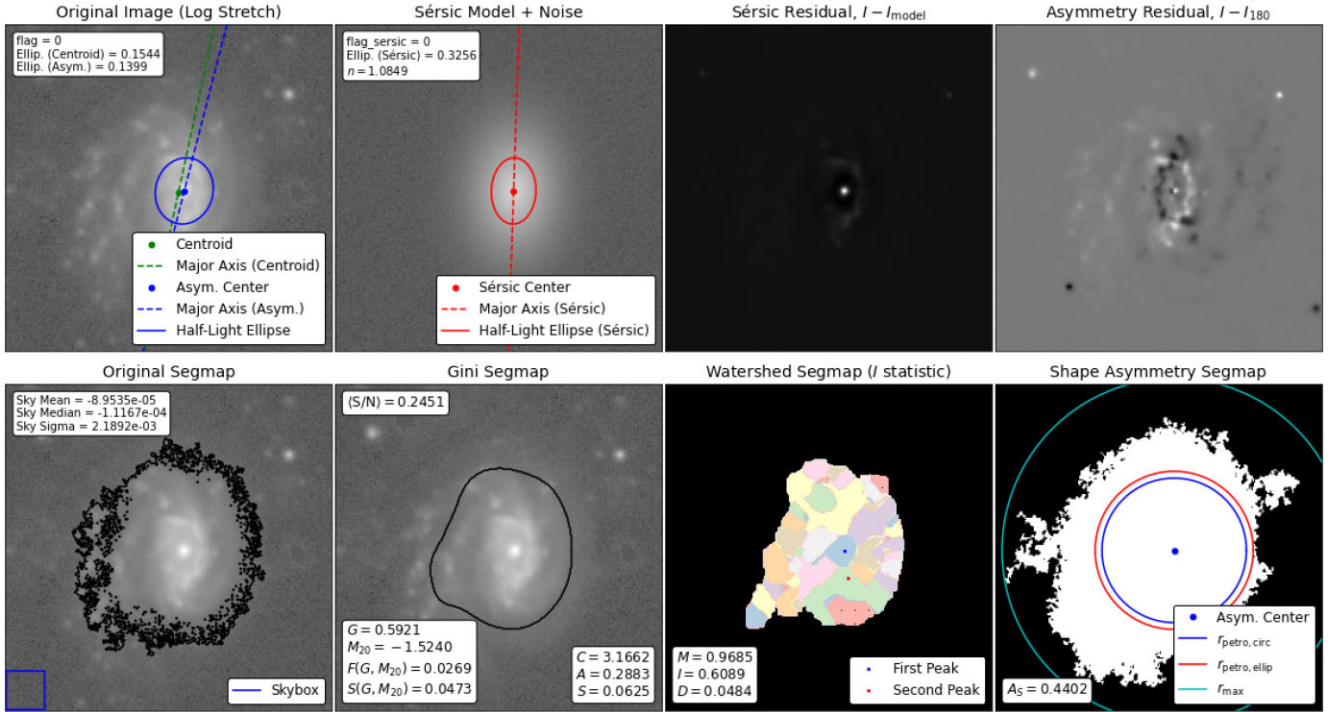 Original Image (Log Stretch)
flag = 0
Ellip. (Centroid) = 0.1544
Ellip. (Asym.) = 0.1399
Centroid
Major Axis (Centroid)
Asym. Center
Major Axis (Asym.)
Half-Light Ellipse
Sérsic Model + Noise
flag_sersic = 0
Ellip. (Sérsic) = 0.3256
n = 1.0849
Sérsic Center
Major Axis (Sérsic)
Half-Light Ellipse (Sérsic)
Sérsic Residual, I − I_model
Asymmetry Residual, I − I_180
Original Segmap
Sky Mean = -8.9535e-05
Sky Median = -1.1167e-04
Sky Sigma = 2.1892e-03
Skybox
Gini Segmap
⟨S/N⟩ = 0.2451
G = 0.5921
M_20 = −1.5240
F(G, M_20) = 0.0269
S(G, M_20) = 0.0473
C = 3.1662
A = 0.2883
S = 0.0625
Watershed Segmap (I statistic)
M = 0.9685
I = 0.6089
D = 0.0484
First Peak
Second Peak
Shape Asymmetry Segmap
A_S = 0.4402
Asym. Center
r_petro,circ
r_petro,ellip
r_max